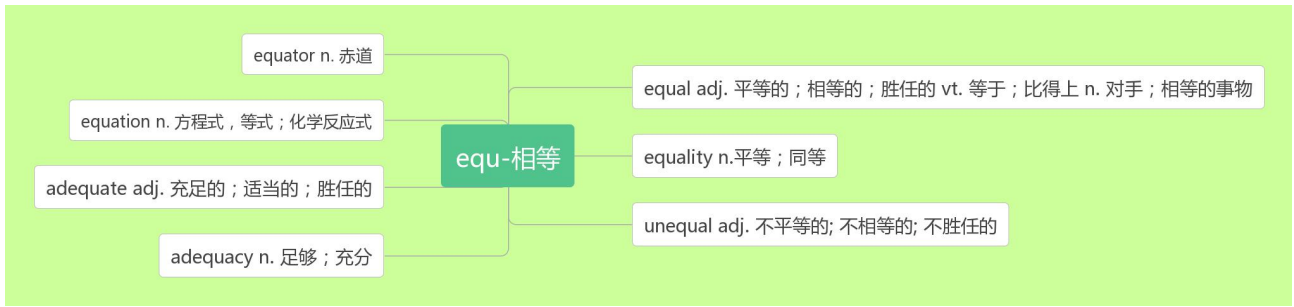 equator n. 赤道
equation n. 方程式，等式；化学反应式
adequate adj. 充足的；适当的；胜任的
adequacy n. 足够；充分
equ-相等
equal adj. 平等的；相等的；胜任的 vt. 等于；比得上 n. 对手；相等的事物
equality n.平等；同等
unequal adj. 不平等的; 不相等的; 不胜任的